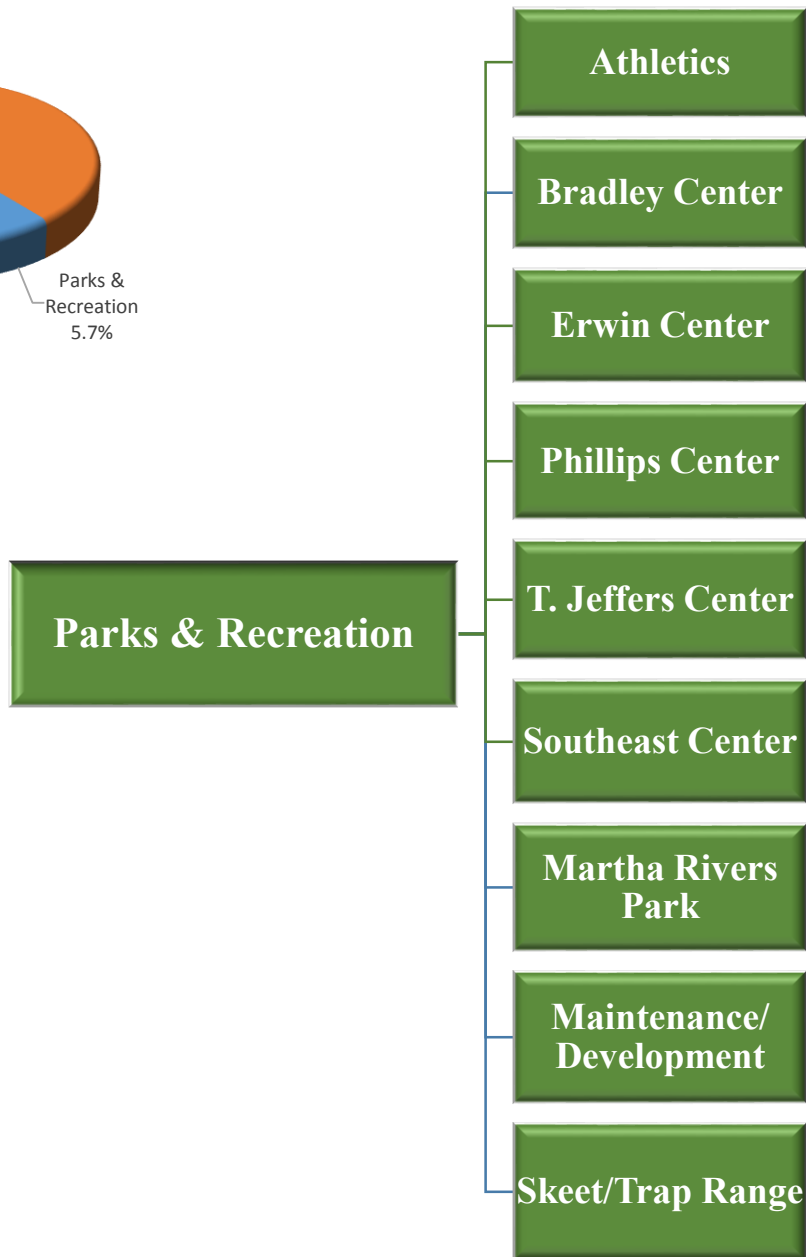 Parks &
Recreation
5.7%
Parks & Recreation
Athletics
Bradley Center
Erwin Center
Phillips Center
T. Jeffers Center
Southeast Center
Martha Rivers
Park
Maintenance/
Development
Skeet/Trap Range